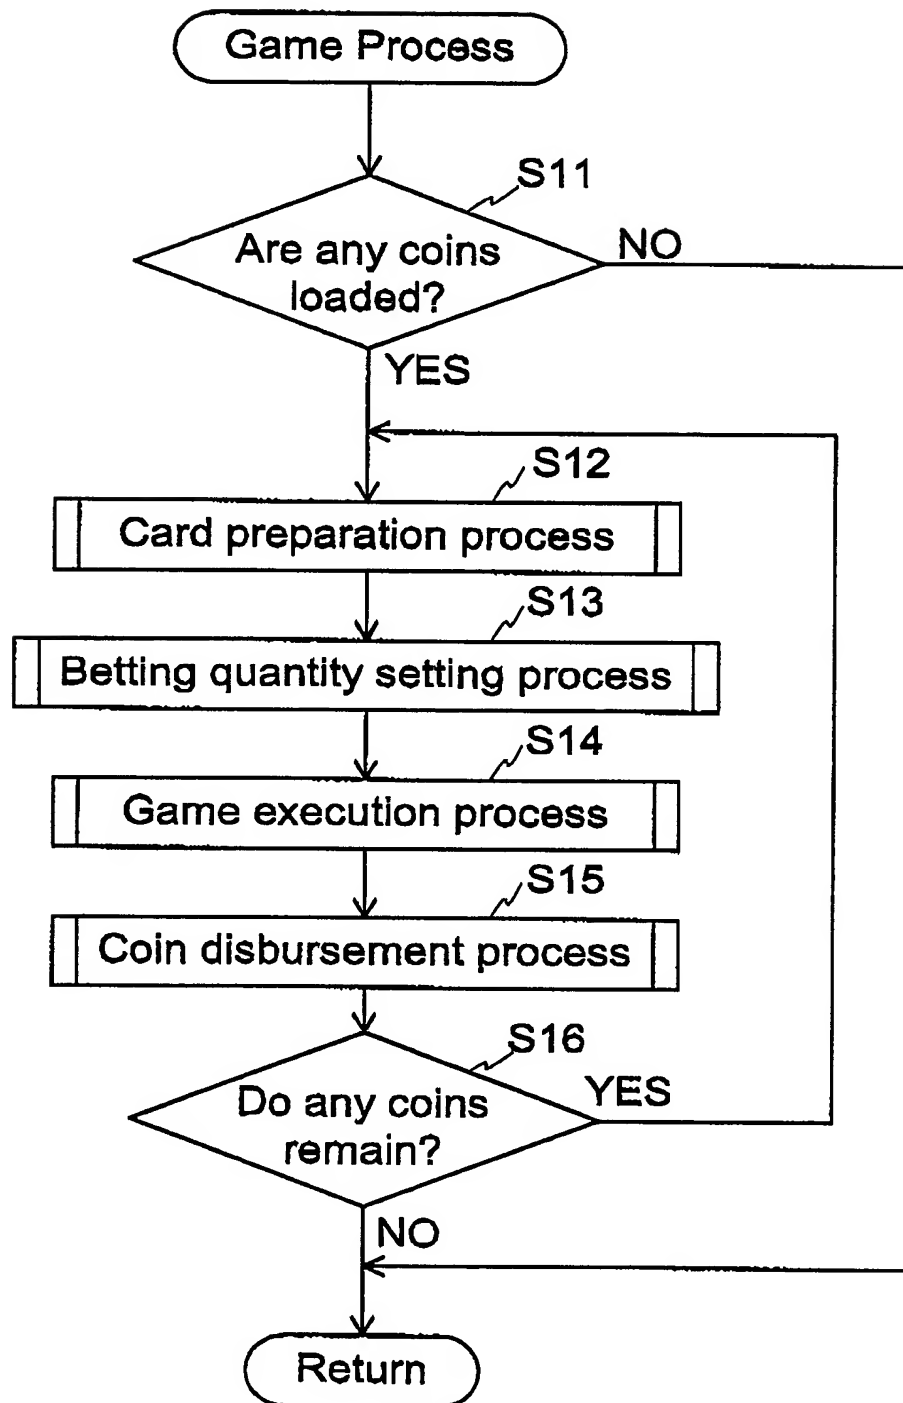 Game Process
S11
Are any coins
loaded?
NO
YES
S12
Card preparation process
S13
Betting quantity setting process
S14
Game execution process
S15
Coin disbursement process
S16
Do any coins
remain?
YES
NO
Return